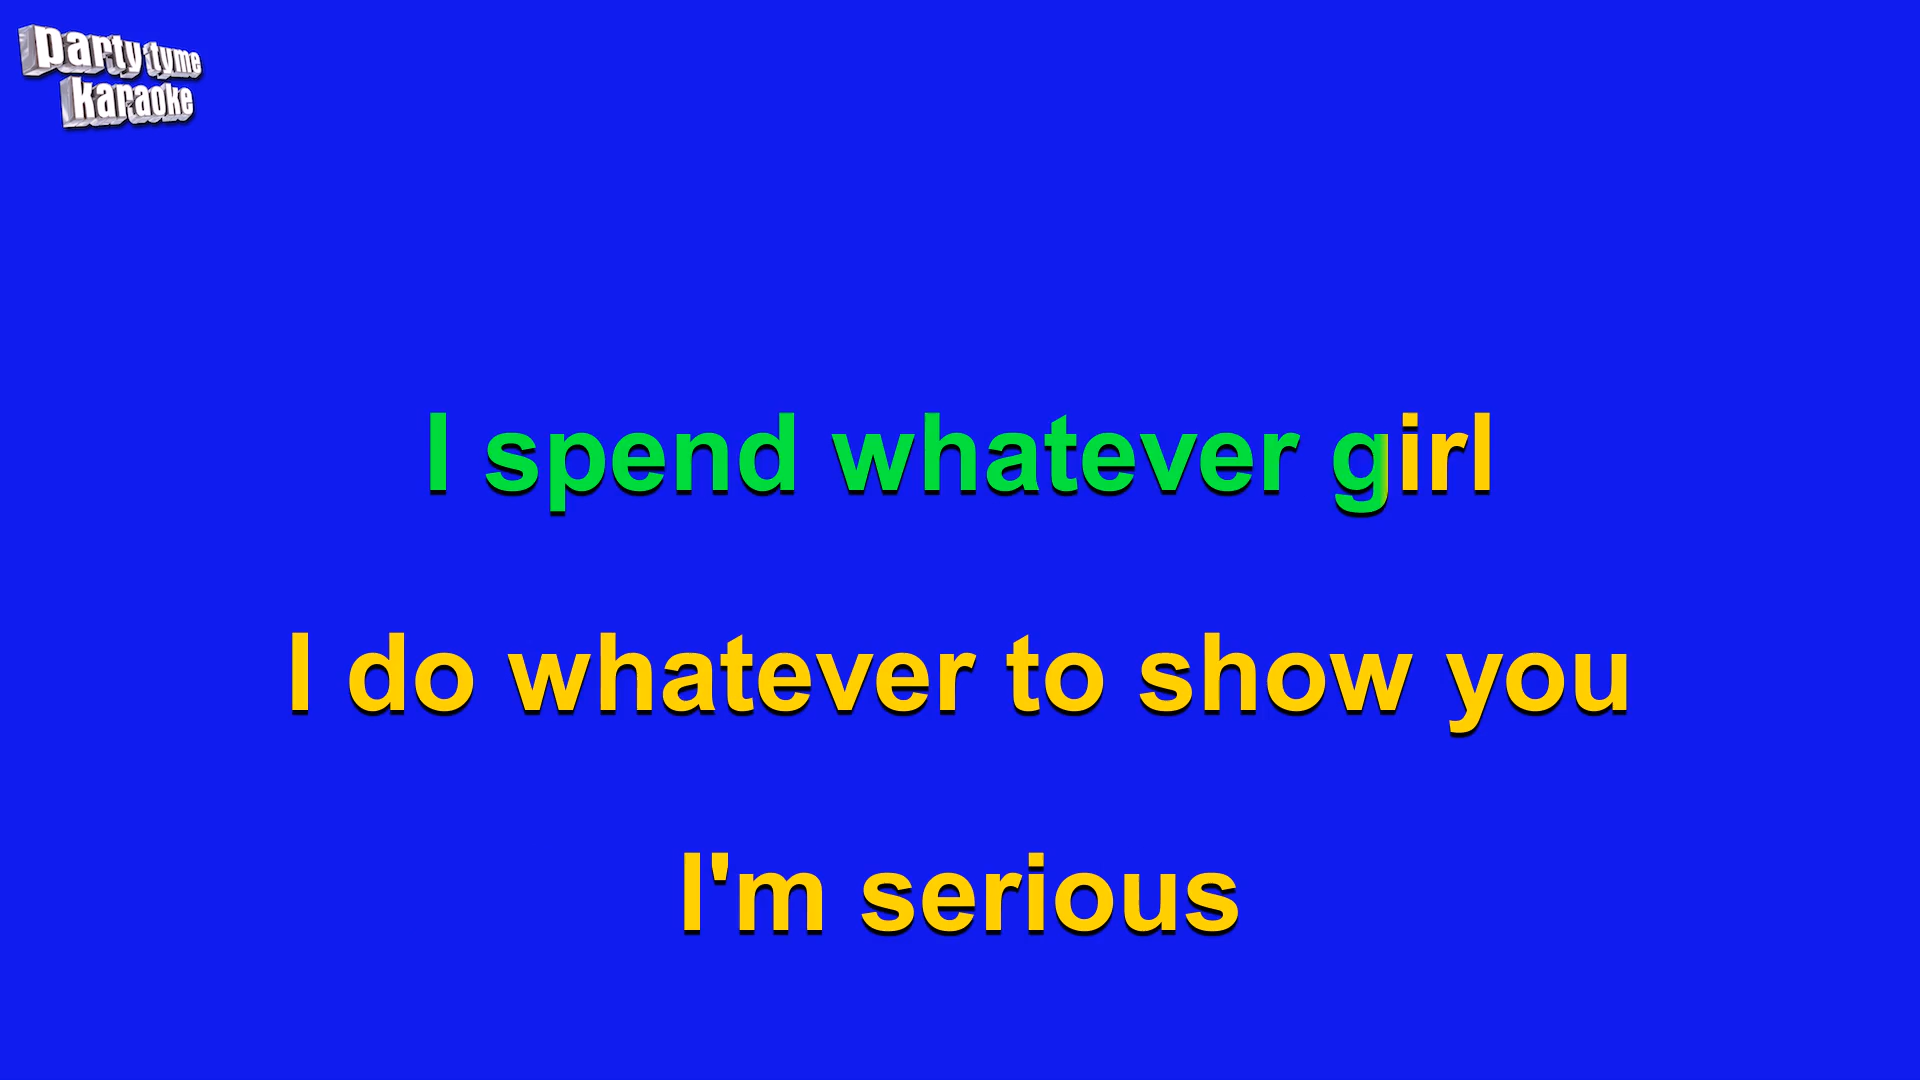 party tyme
karaoke
I spend whatever girl
I do whatever to show you
I'm serious